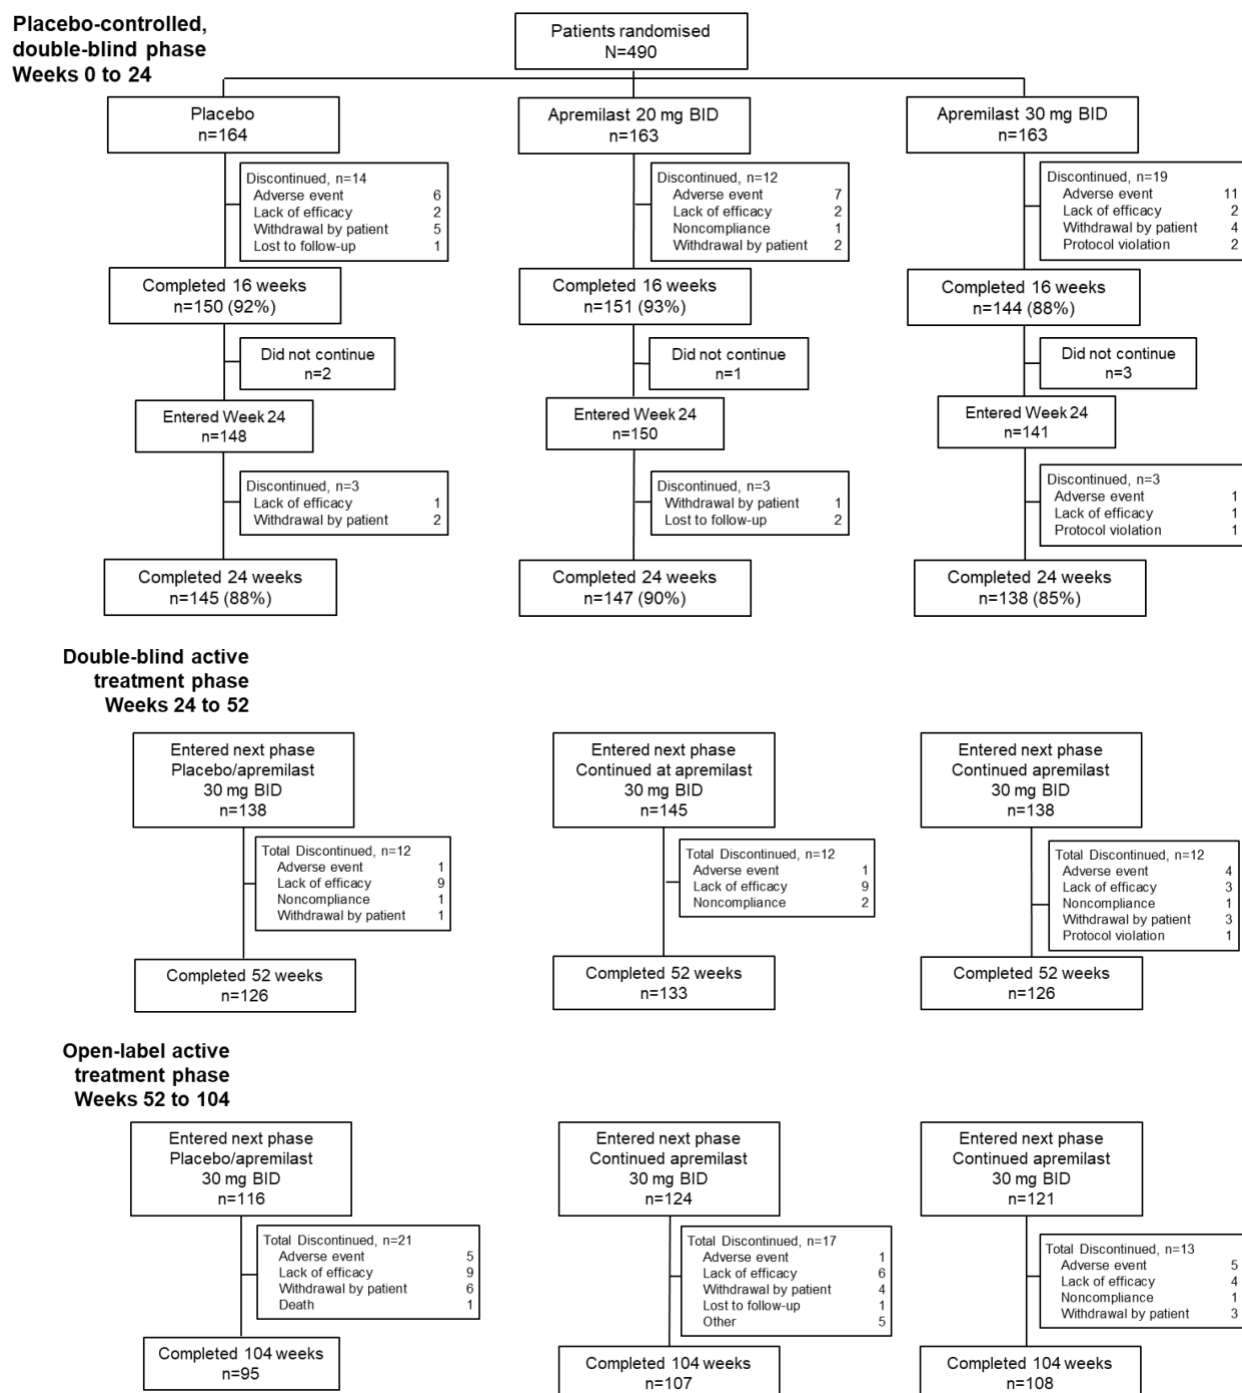 Placebo-controlled,
double-blind phase
Weeks 0 to 24
Patients randomised
N=490
Placebo
n=164
Apremilast 20 mg BID
n=163
Apremilast 30 mg BID
n=163
Discontinued, n=14
Adverse event 6
Lack of efficacy 2
Withdrawal by patient 5
Lost to follow-up 1
Discontinued, n=12
Adverse event 7
Lack of efficacy 2
Noncompliance 1
Withdrawal by patient 2
Discontinued, n=19
Adverse event 11
Lack of efficacy 2
Withdrawal by patient 4
Protocol violation 2
Completed 16 weeks
n=150 (92%)
Completed 16 weeks
n=151 (93%)
Completed 16 weeks
n=144 (88%)
Did not continue
n=2
Did not continue
n=1
Did not continue
n=3
Entered Week 24
n=148
Entered Week 24
n=150
Entered Week 24
n=141
Discontinued, n=3
Lack of efficacy 1
Withdrawal by patient 2
Discontinued, n=3
Withdrawal by patient 1
Lost to follow-up 2
Discontinued, n=3
Adverse event 1
Lack of efficacy 1
Protocol violation 1
Completed 24 weeks
n=145 (88%)
Completed 24 weeks
n=147 (90%)
Completed 24 weeks
n=138 (85%)
Double-blind active
treatment phase
Weeks 24 to 52
Entered next phase
Placebo/apremilast
30 mg BID
n=138
Entered next phase
Continued at apremilast
30 mg BID
n=145
Entered next phase
Continued apremilast
30 mg BID
n=138
Total Discontinued, n=12
Adverse event 1
Lack of efficacy 9
Noncompliance 1
Withdrawal by patient 1
Total Discontinued, n=12
Adverse event 1
Lack of efficacy 9
Noncompliance 2
Total Discontinued, n=12
Adverse event 4
Lack of efficacy 3
Noncompliance 1
Withdrawal by patient 3
Protocol violation 1
Completed 52 weeks
n=126
Completed 52 weeks
n=133
Completed 52 weeks
n=126
Open-label active
treatment phase
Weeks 52 to 104
Entered next phase
Placebo/apremilast
30 mg BID
n=116
Entered next phase
Continued apremilast
30 mg BID
n=124
Entered next phase
Continued apremilast
30 mg BID
n=121
Total Discontinued, n=21
Adverse event 5
Lack of efficacy 9
Withdrawal by patient 6
Death 1
Total Discontinued, n=17
Adverse event 1
Lack of efficacy 6
Withdrawal by patient 4
Lost to follow-up 1
Other 5
Total Discontinued, n=13
Adverse event 5
Lack of efficacy 4
Noncompliance 1
Withdrawal by patient 3
Completed 104 weeks
n=95
Completed 104 weeks
n=107
Completed 104 weeks
n=108